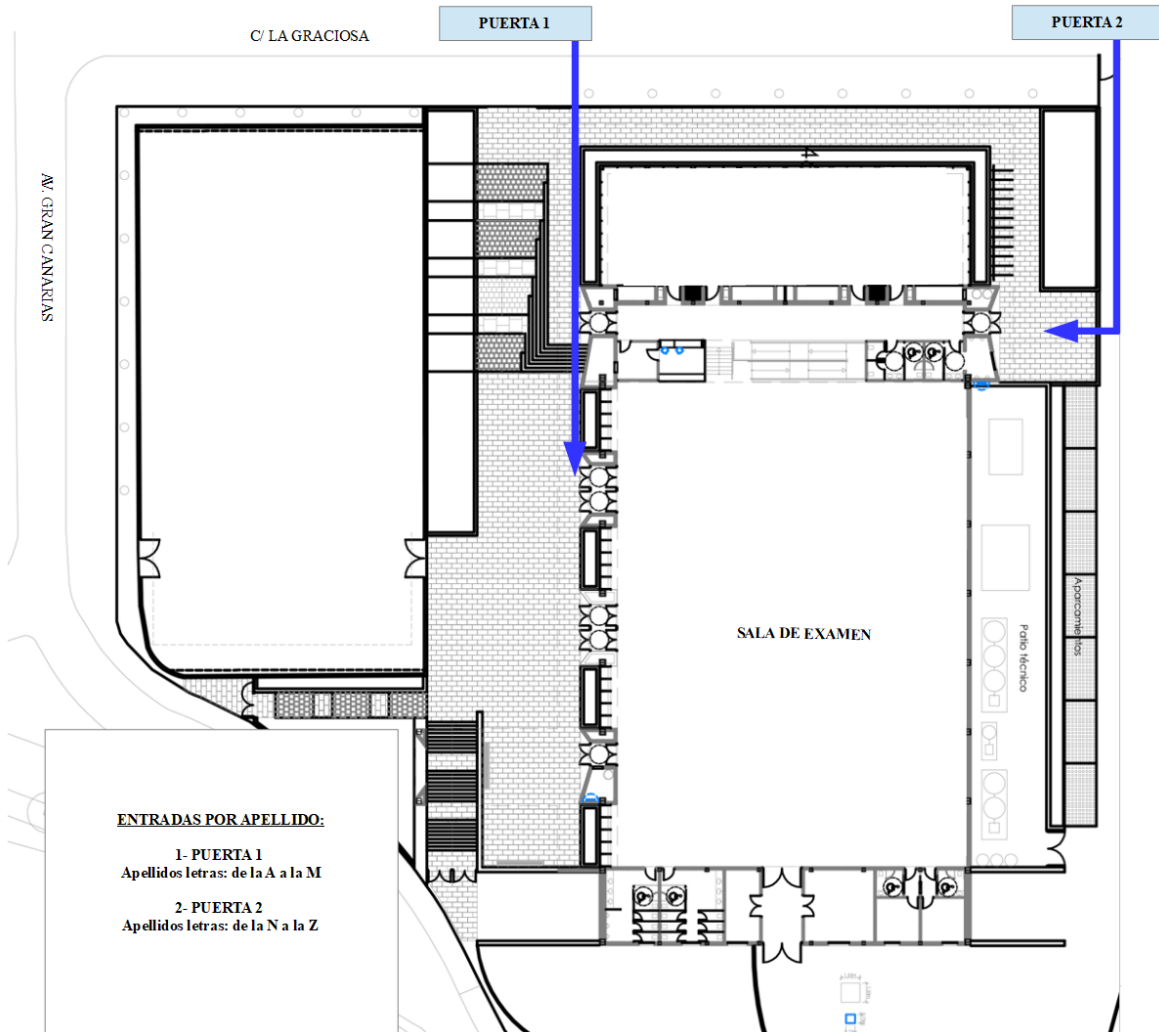 PUERTA 1
PUERTA 2
C/ LA GRACIOSA
AV. GRAN CANARIAS
4
SALA DE EXAMEN
Aparcamientos
Patio técnico
ENTRADAS POR APELLIDO:
1- PUERTA 1
Apellidos letras: de la A a la M
2- PUERTA 2
Apellidos letras: de la N a la Z